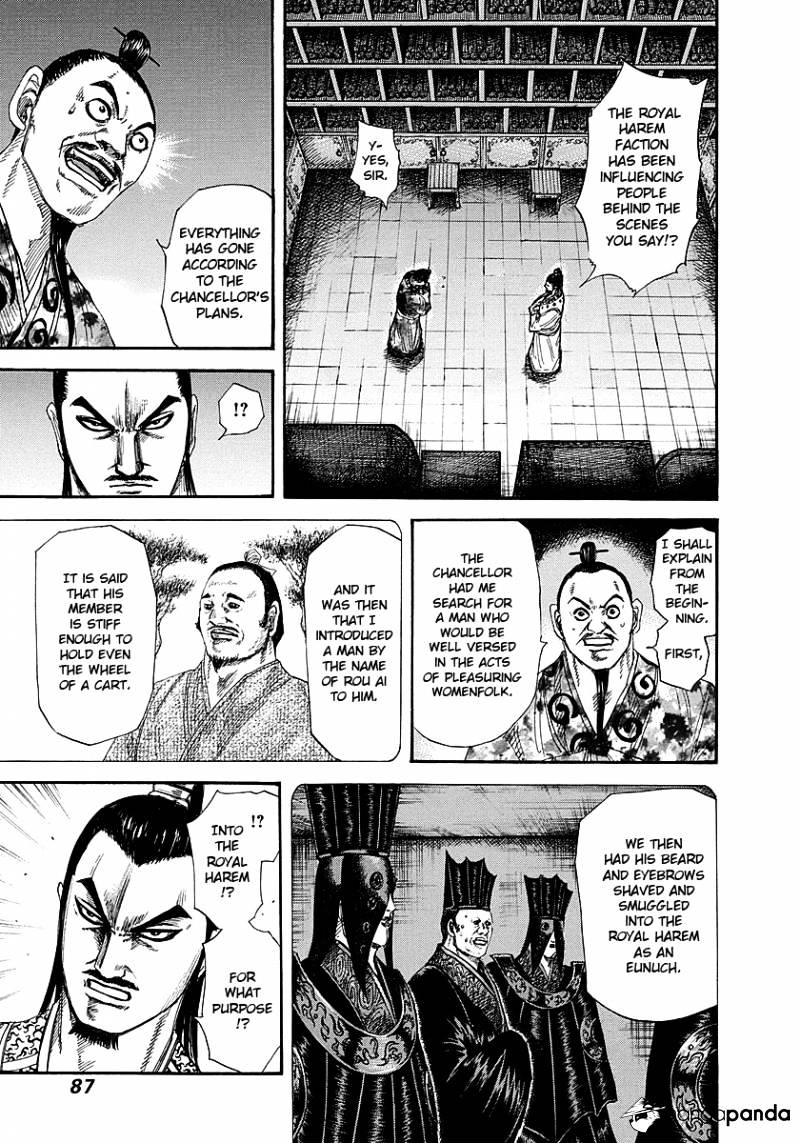 THE ROYAL
HAREM
FACTION
HAS BEEN
INFLUENCING
PEOPLE
BEHIND
THE
SCENES
YOU SAY!?
Y-
YES,
SIR.
EVERYTHING
HAS GONE
ACCORDING
TO THE
CHANCELLOR'S
PLANS.
!?
I SHALL
EXPLAIN
FROM
THE
BEGIN-
NING.
FIRST,
THE
CHANCELLOR
HAD ME
SEARCH FOR
A MAN WHO
WOULD BE
WELL VERSED
IN THE ACTS
OF PLEASURING
WOMENFOLK.
AND IT
WAS THEN
THAT I
INTRODUCED
A MAN BY
THE NAME
OF ROU AI
TO HIM.
IT IS SAID
THAT HIS
MEMBER
IS STIFF
ENOUGH TO
HOLD EVEN
THE WHEEL
OF A CART.
WE THEN
HAD HIS BEARD
AND EYEBROWS
SHAVED AND
SMUGGLED
INTO THE
ROYAL HAREM
AS AN
EUNUCH.
!?
INTO
THE
ROYAL
HAREM
!?
FOR
WHAT
PURPOSE
!?
87
mangapanda